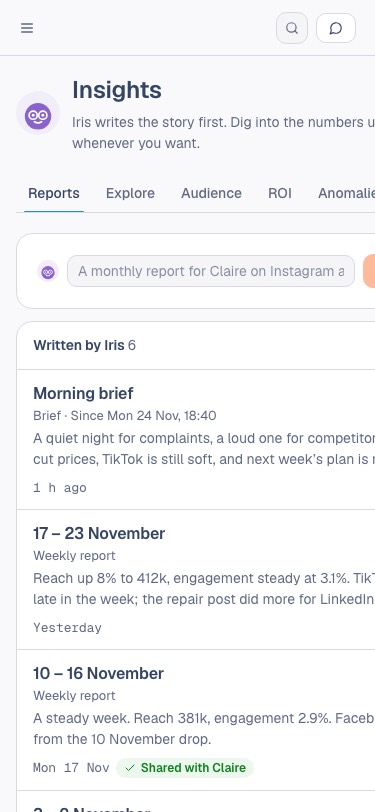 Insights
Iris writes the story first. Dig into the numbers
whenever you want.
Reports Explore Audience ROI
A monthly report for Claire on Instagram
Written by Iris 6
Morning brief
Brief · Since Mon 24 Nov, 18:40
A quiet night for complaints, a loud one for
cut prices, TikTok is still soft, and next week's plan is
1 h ago
17 – 23 November
Weekly report
Reach up 8% to 412k, engagement steady at 3.1%.
late in the week; the repair post did more for LinkedIn
Yesterday
10 – 16 November
Weekly report
A steady week. Reach 381k, engagement 2.9%.
from the 10 November drop.
Mon 17 Nov Shared with Claire